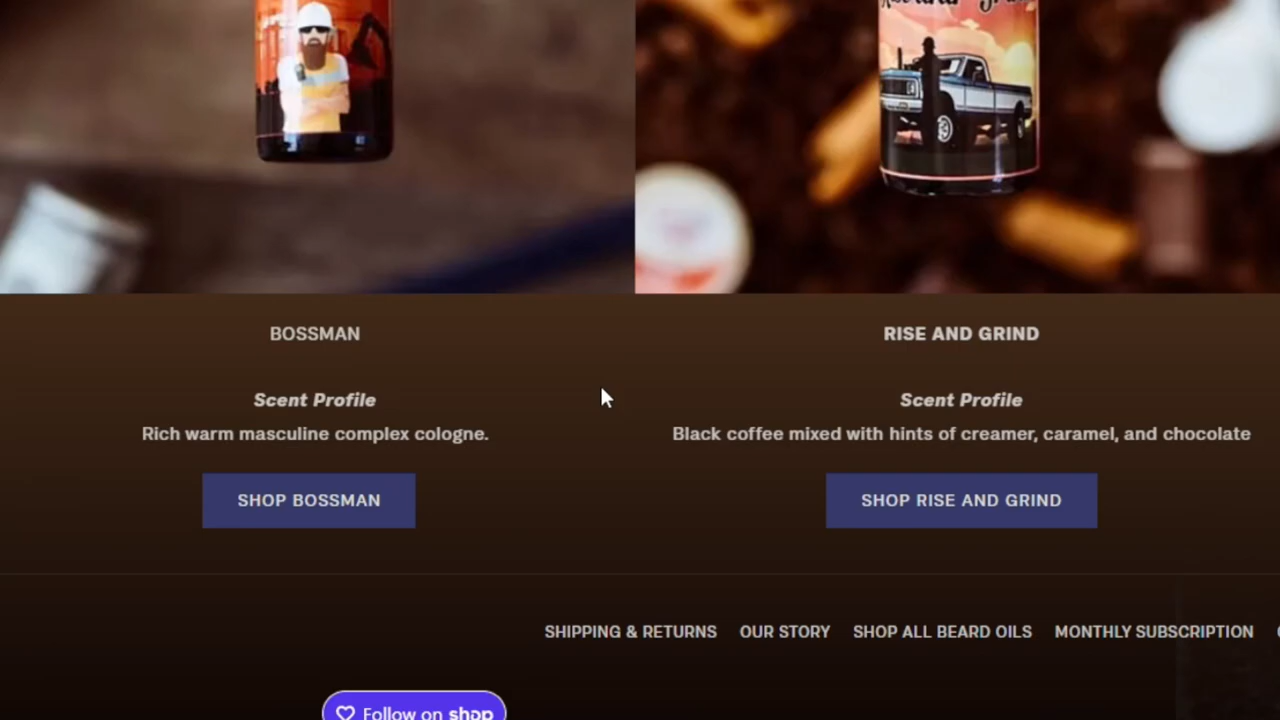 BOSSMAN
Scent Profile
Rich warm masculine complex cologne.
SHOP BOSSMAN
RISE AND GRIND
Scent Profile
Black coffee mixed with hints of creamer, caramel, and chocolate
SHOP RISE AND GRIND
SHIPPING & RETURNS OUR STORY SHOP ALL BEARD OILS MONTHLY SUBSCRIPTION
Follow on shop